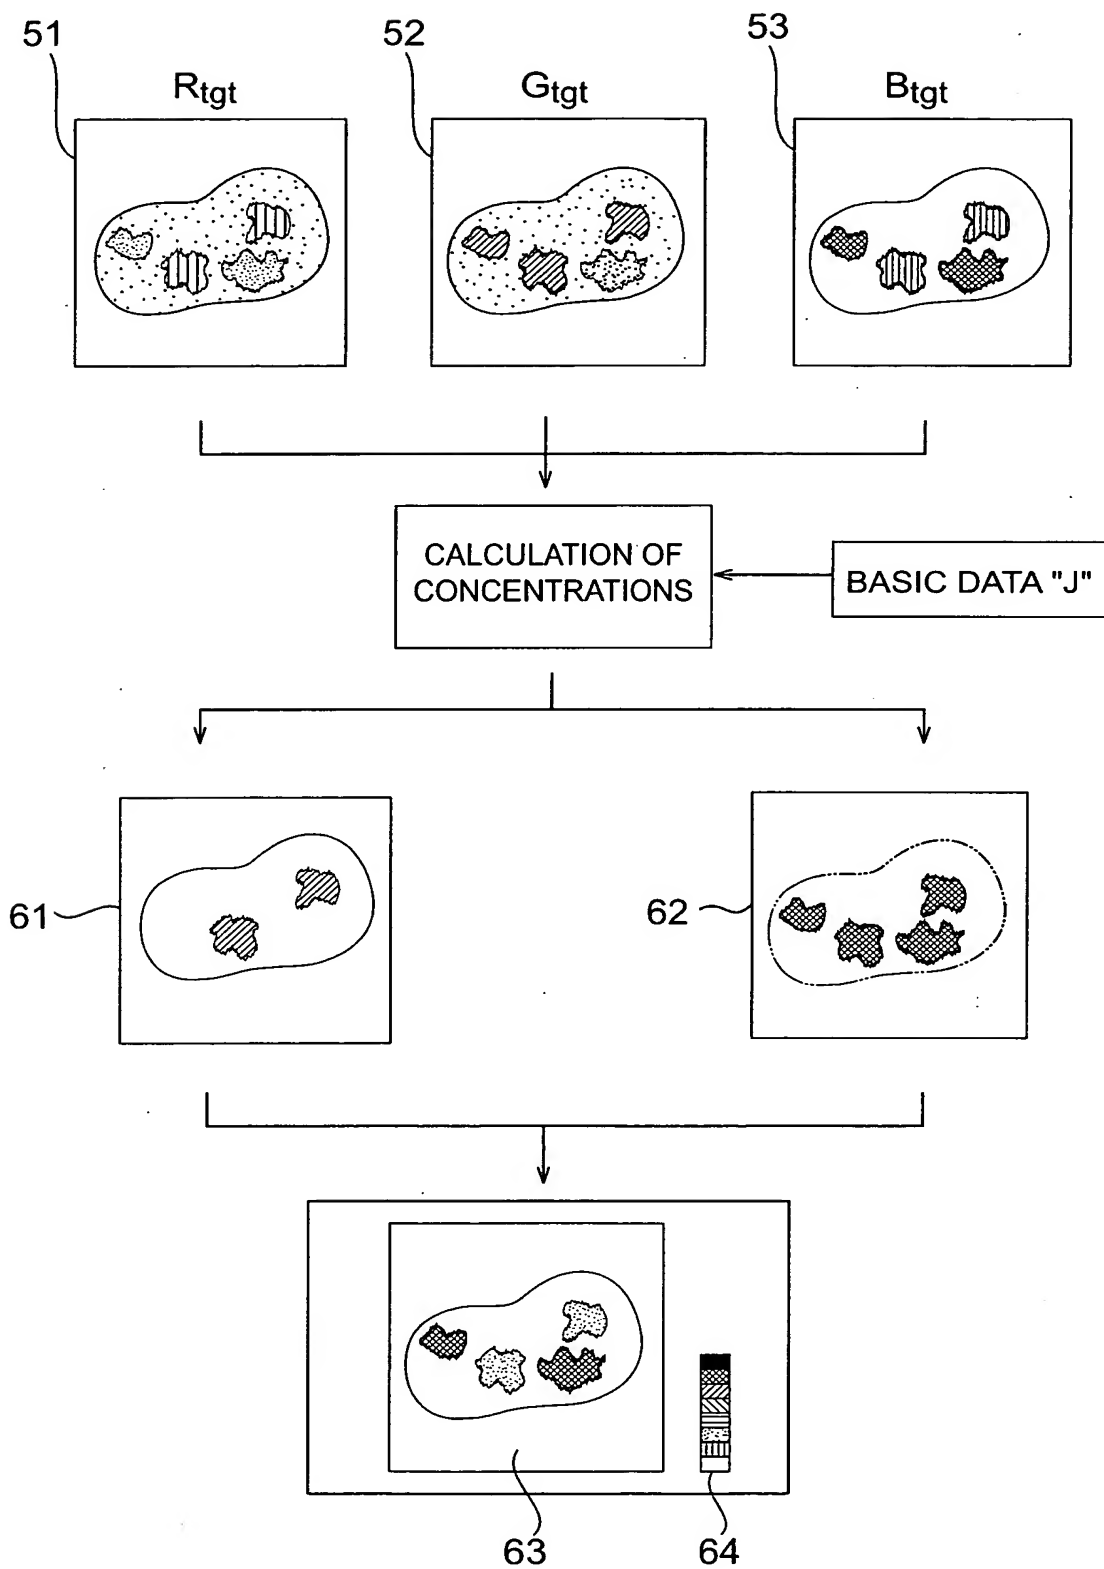 51
52
53
Rtgt
Gtgt
Btgt
CALCULATION OF
CONCENTRATIONS
BASIC DATA "J"
61
62
63
64